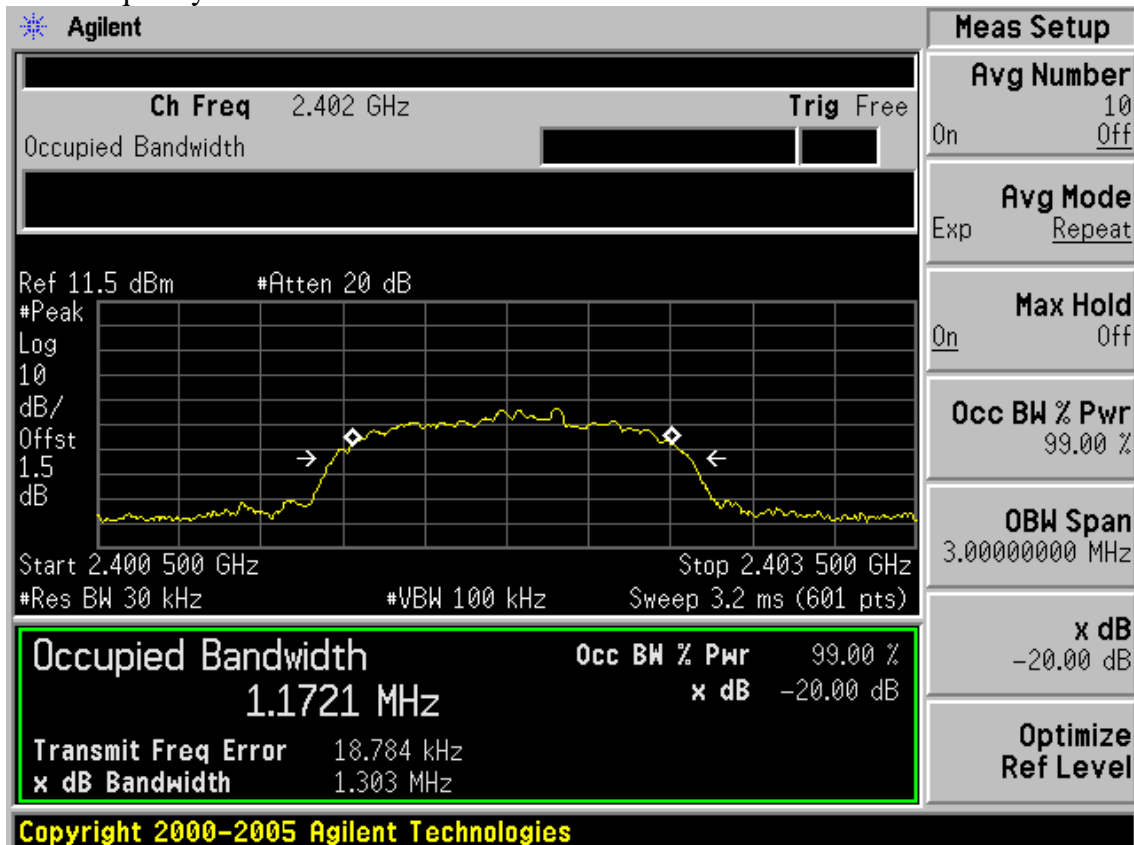 Agilent
Ch Freq 2.402 GHz Trig Free
Occupied Bandwidth
Ref 11.5 dBm #Atten 20 dB
#Peak
Log
10
dB/
Offst
1.5
dB
Start 2.400 500 GHz Stop 2.403 500 GHz
#Res BW 30 kHz #VBW 100 kHz Sweep 3.2 ms (601 pts)
Occupied Bandwidth Occ BW % Pwr 99.00 %
1.1721 MHz x dB -20.00 dB
Transmit Freq Error 18.784 kHz
x dB Bandwidth 1.303 MHz
Copyright 2000-2005 Agilent Technologies
Meas Setup
Avg Number
10
On Off
Avg Mode
Exp Repeat
Max Hold
On Off
Occ BW % Pwr
99.00 %
OBW Span
3.00000000 MHz
x dB
-20.00 dB
Optimize
Ref Level